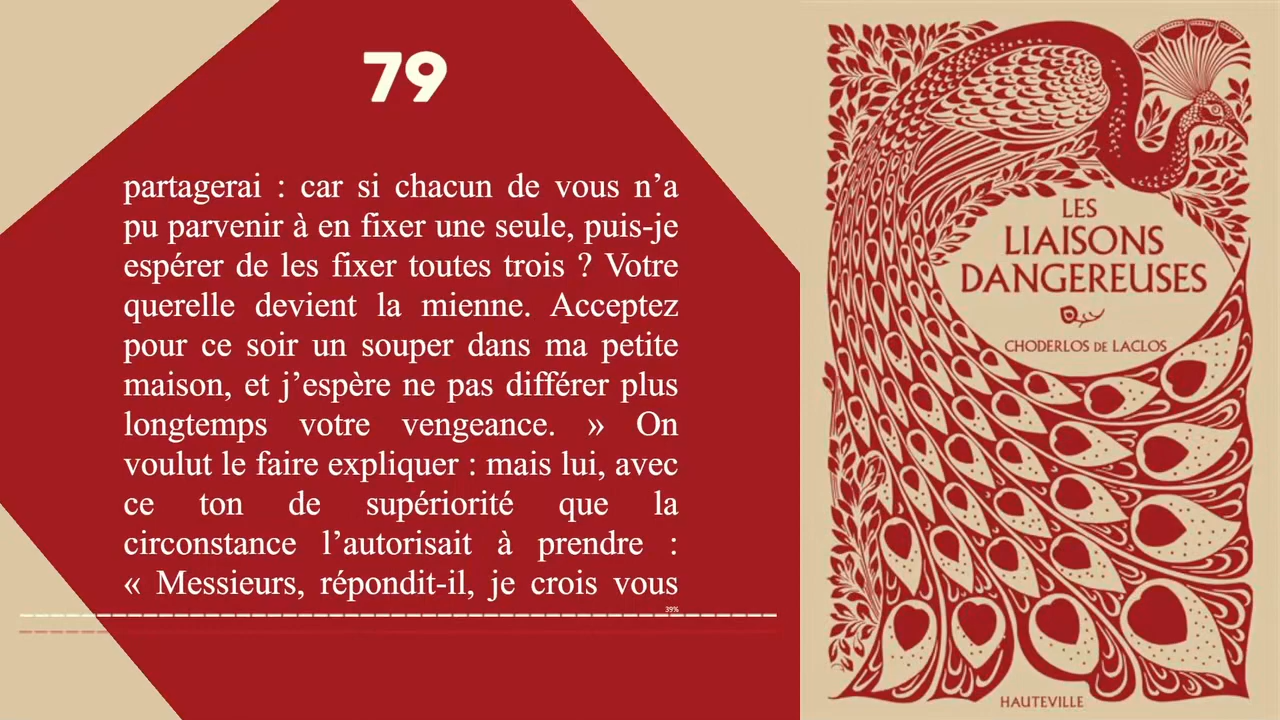 79
partagerai : car si chacun de vous n’a
pu parvenir à en fixer une seule, puis-je
espérer de les fixer toutes trois ? Votre
querelle devient la mienne. Acceptez
pour ce soir un souper dans ma petite
maison, et j’espère ne pas différer plus
longtemps votre vengeance. » On
voulut le faire expliquer : mais lui, avec
ce ton de supériorité que la
circonstance l’autorisait à prendre :
« Messieurs, répondit-il, je crois vous
39%
LES
LIAISONS
DANGEREUSES
CHODERLOS DE LACLOS
HAUTEVILLE